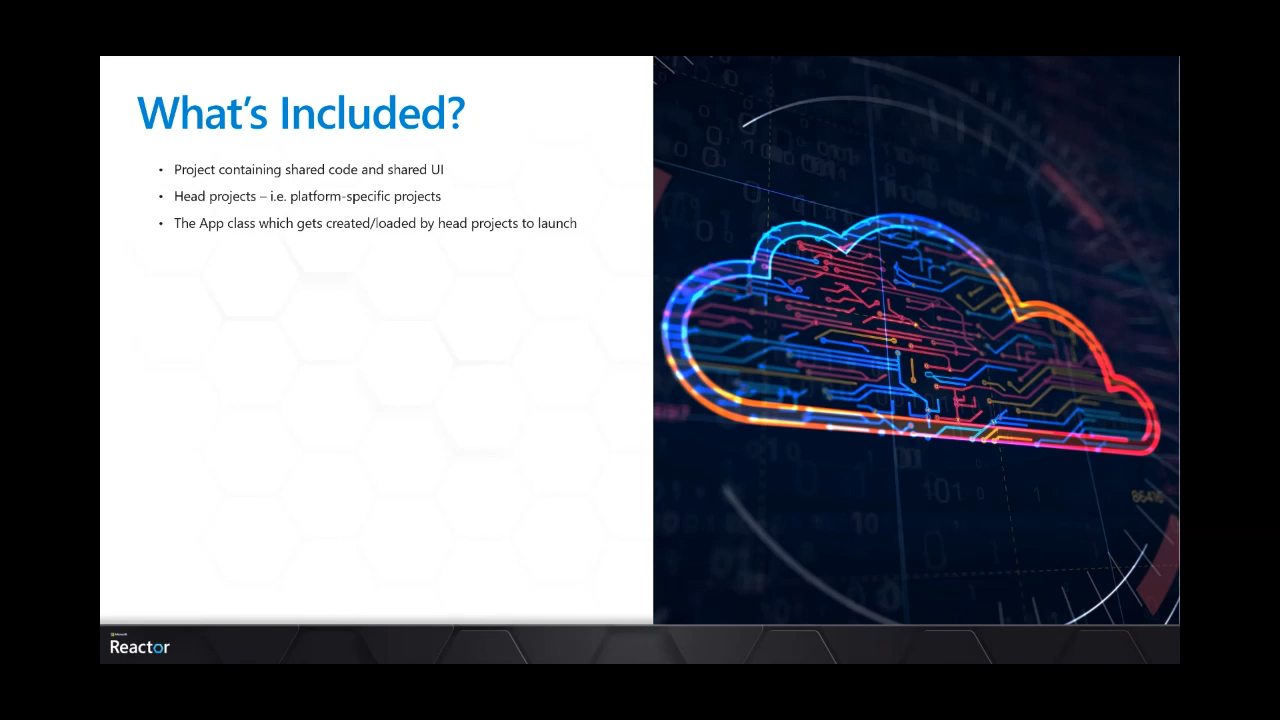 What's Included?
• Project containing shared code and shared UI
• Head projects – i.e. platform-specific projects
• The App class which gets created/loaded by head projects to launch
86416
Microsoft
Reactor